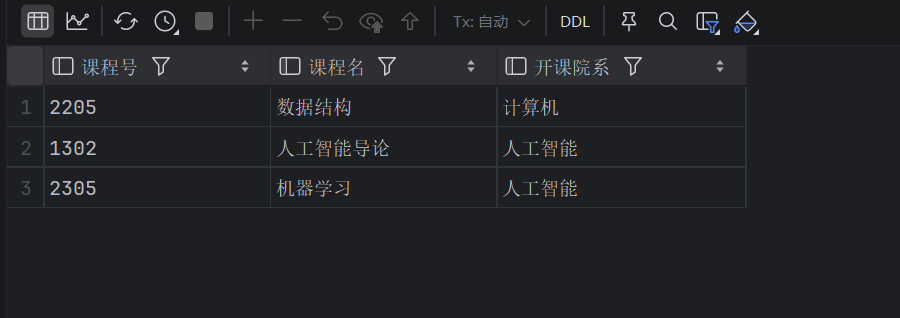 Tx: 自动 DDL
课程号 课程名 开课院系
1 2205 数据结构 计算机
2 1302 人工智能导论 人工智能
3 2305 机器学习 人工智能